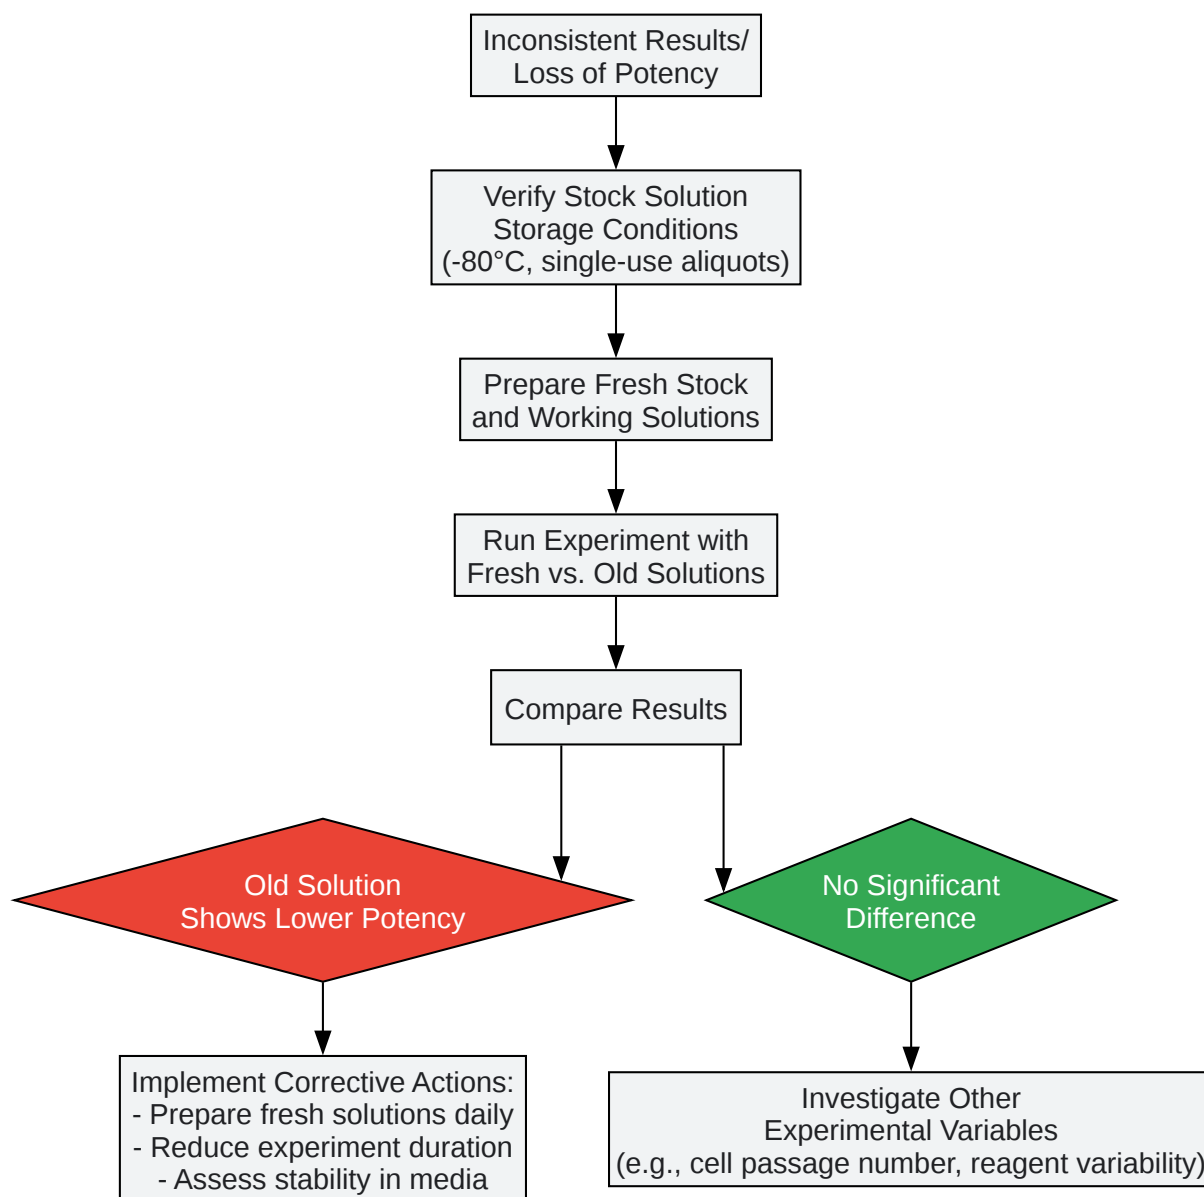 Inconsistent Results/
Loss of Potency
Verify Stock Solution
Storage Conditions
(-80°C, single-use aliquots)
Prepare Fresh Stock
and Working Solutions
Run Experiment with
Fresh vs. Old Solutions
Compare Results
Old Solution
Shows Lower Potency
No Significant
Difference
Implement Corrective Actions:
- Prepare fresh solutions daily
- Reduce experiment duration
- Assess stability in media
Investigate Other
Experimental Variables
(e.g., cell passage number, reagent variability)